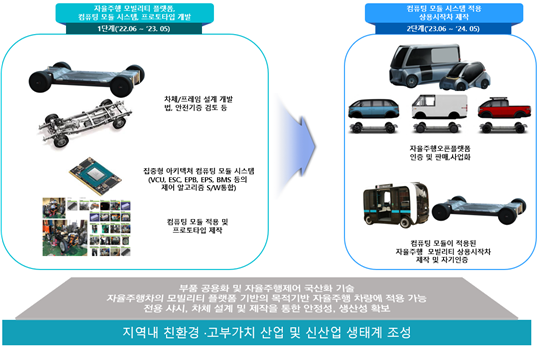 자율주행 모빌리티 플랫폼,
컴퓨팅 모듈 시스템, 프로토타입 개발
1단계('22.06 ~ '23. 05)
차체/프레임 설계 개발
법, 안전기준 검토 등
집중형 아키텍처 컴퓨팅 모듈 시스템
(VCU, ESC, EPB, EPS, BMS 등의
제어 알고리즘 S/W통합)
컴퓨팅 모듈 적용 및
프로토타입 제작
컴퓨팅 모듈 시스템 적용
상용시작차 제작
2단계('23.06 ~ '24. 05)
자율주행오픈플랫폼
인증 및 판매,사업화
컴퓨팅 모듈이 적용된
자율주행 모빌리티 상용시작차
제작 및 자기인증
부품 공용화 및 자율주행제어 국산화 기술
자율주행차의 모빌리티 플랫폼 기반의 목적기반 자율주행 차량에 적용 가능
전용 샤시, 차체 설계 및 제작을 통한 안정성, 생산성 확보
지역내 친환경·고부가치 산업 및 신산업 생태계 조성